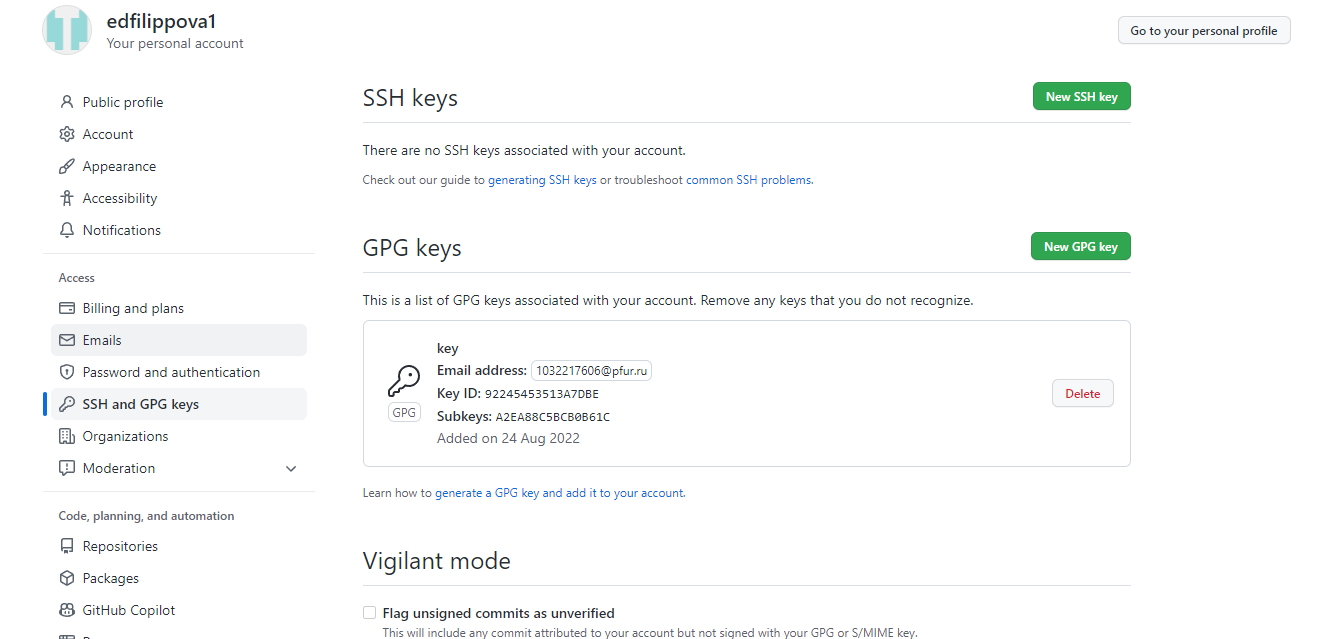 edfilippova1
Your personal account
Go to your personal profile
Public profile
Account
Appearance
Accessibility
Notifications
Access
Billing and plans
Emails
Password and authentication
SSH and GPG keys
Organizations
Moderation
Code, planning, and automation
Repositories
Packages
GitHub Copilot
SSH keys
New SSH key
There are no SSH keys associated with your account.
Check out our guide to generating SSH keys or troubleshoot common SSH problems.
GPG keys
New GPG key
This is a list of GPG keys associated with your account. Remove any keys that you do not recognize.
key
Email address: 1032217606@pfur.ru
Key ID: 92245453513A7DBE
GPG
Subkeys: A2EA88C5BCB0B61C
Added on 24 Aug 2022
Delete
Learn how to generate a GPG key and add it to your account.
Vigilant mode
Flag unsigned commits as unverified
This will include any commit attributed to your account but not signed with your GPG or S/MIME key.